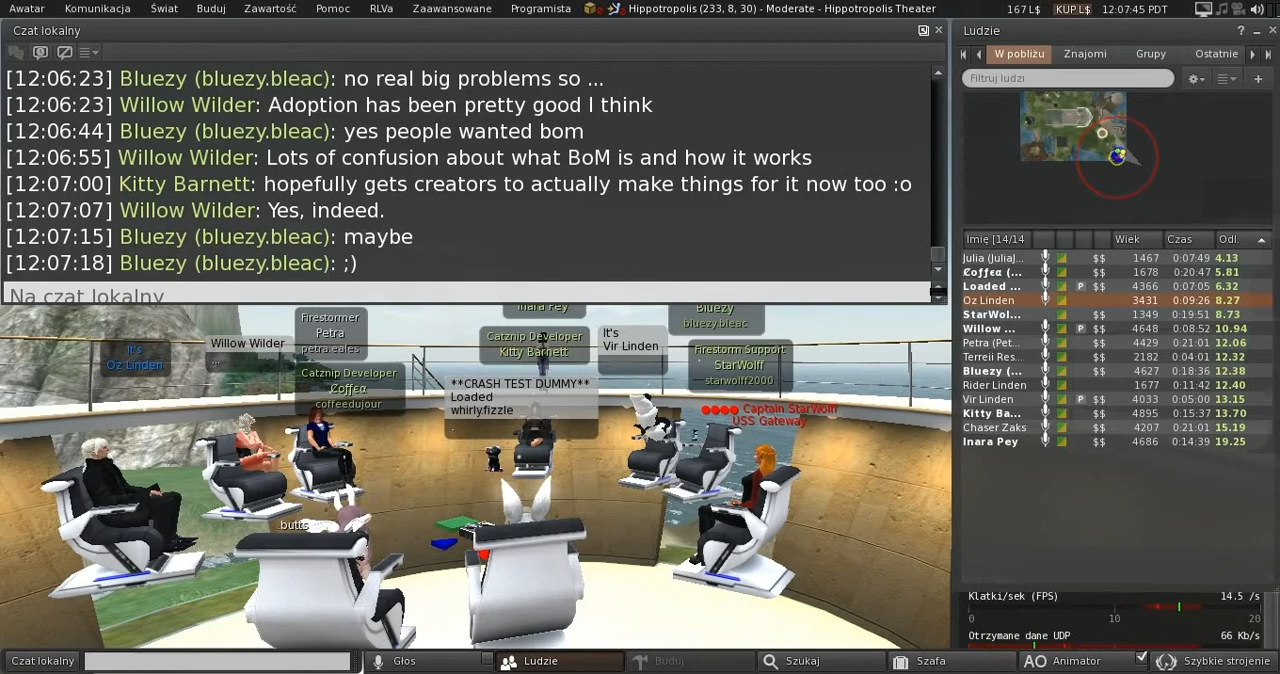 Awatar Komunikacja Świat Buduj Zawartość Pomoc RLVa Zaawansowane Programista Hippotropolis (233, 8, 30) - Moderate - Hippotropolis Theater 167 L$ KUP L$ 12:07:45 PDT
Czat lokalny
[12:06:23] Bluezy (bluezy.bleac): no real big problems so ...
[12:06:23] Willow Wilder: Adoption has been pretty good I think
[12:06:44] Bluezy (bluezy.bleac): yes people wanted bom
[12:06:55] Willow Wilder: Lots of confusion about what BoM is and how it works
[12:07:00] Kitty Barnett: hopefully gets creators to actually make things for it now too :o
[12:07:07] Willow Wilder: Yes, indeed.
[12:07:15] Bluezy (bluezy.bleac): maybe
[12:07:18] Bluezy (bluezy.bleac): ;)
Na czat lokalny
Inara Pey
Bluezy
bluezy.bleac
Firestormer
Petra
petra.eales
It's
Oz Linden
Willow Wilder
...
Catznip Developer
Kitty Barnett
It's
Vir Linden
Firestorm Support
StarWolff
starwolff2000
Catznip Developer
Coffεα
coffeedujour
**CRASH TEST DUMMY**
Loaded
whirly.fizzle
Captain StarWolff
USS Gateway
butts
Ludzie
? – ×
W pobliżu Znajomi Grupy Ostatnie
Filtruj ludzi
Imię [14/14 Wiek Czas Odl.
Julia (JuliaJ... $$ 1467 0:07:49 4.13
Ȼσƒƒєα (... $$ 1678 0:20:47 5.81
Loaded ... P $$ 4366 0:07:05 6.32
Oz Linden 3431 0:09:26 8.27
StarWol... $$ 1349 0:19:51 8.73
Willow ... P $$ 4648 0:08:52 10.94
Petra (Pet... $$ 4429 0:21:01 12.06
Terreii Res... $$ 2182 0:04:01 12.32
Bluezy (... $$ 4627 0:18:36 12.38
Rider Linden 1677 0:11:42 12.40
Vir Linden P $$ 4033 0:05:00 13.15
Kitty Ba... $$ 4895 0:15:37 13.70
Chaser Zaks $$ 4207 0:21:01 15.19
Inara Pey $$ 4686 0:14:39 19.25
Klatki/sek (FPS) 14.5 /s
0 10 20
Otrzymane dane UDP 66 Kb/s
Czat lokalny Głos Ludzie Buduj Szukaj Szafa AO Animator Szybkie strojenie